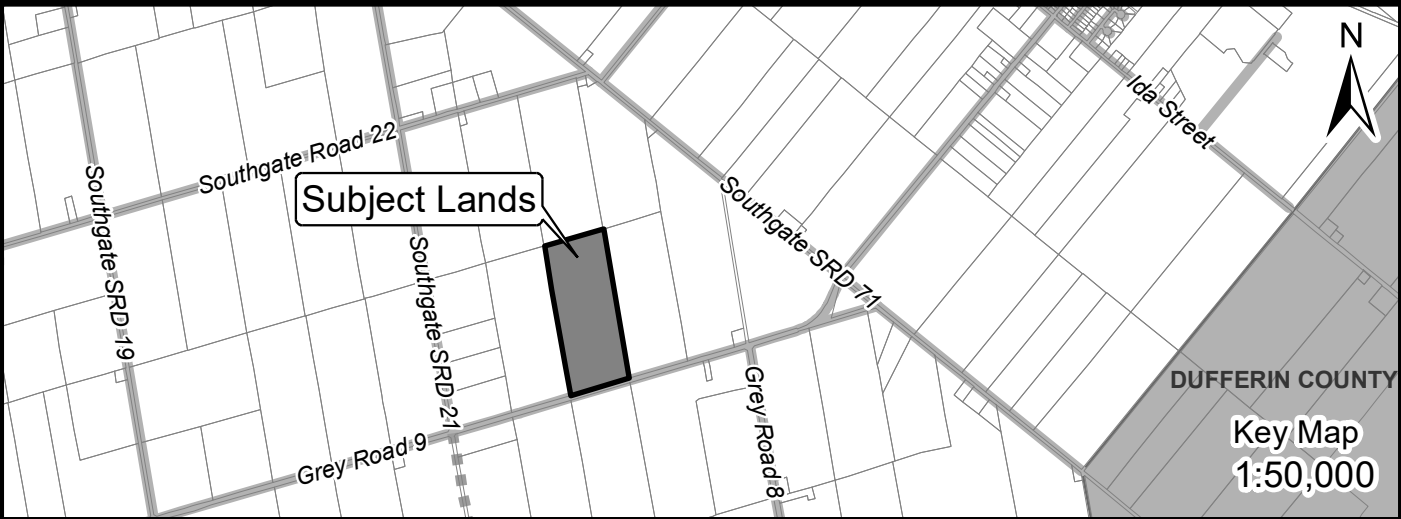 N
Ida Street
Southgate Road 22
Southgate SRD 19
Subject Lands
Southgate SRD 71
Southgate SRD 21
Grey Road 8
DUFFERIN COUNTY
Grey Road 9
Key Map
1:50,000